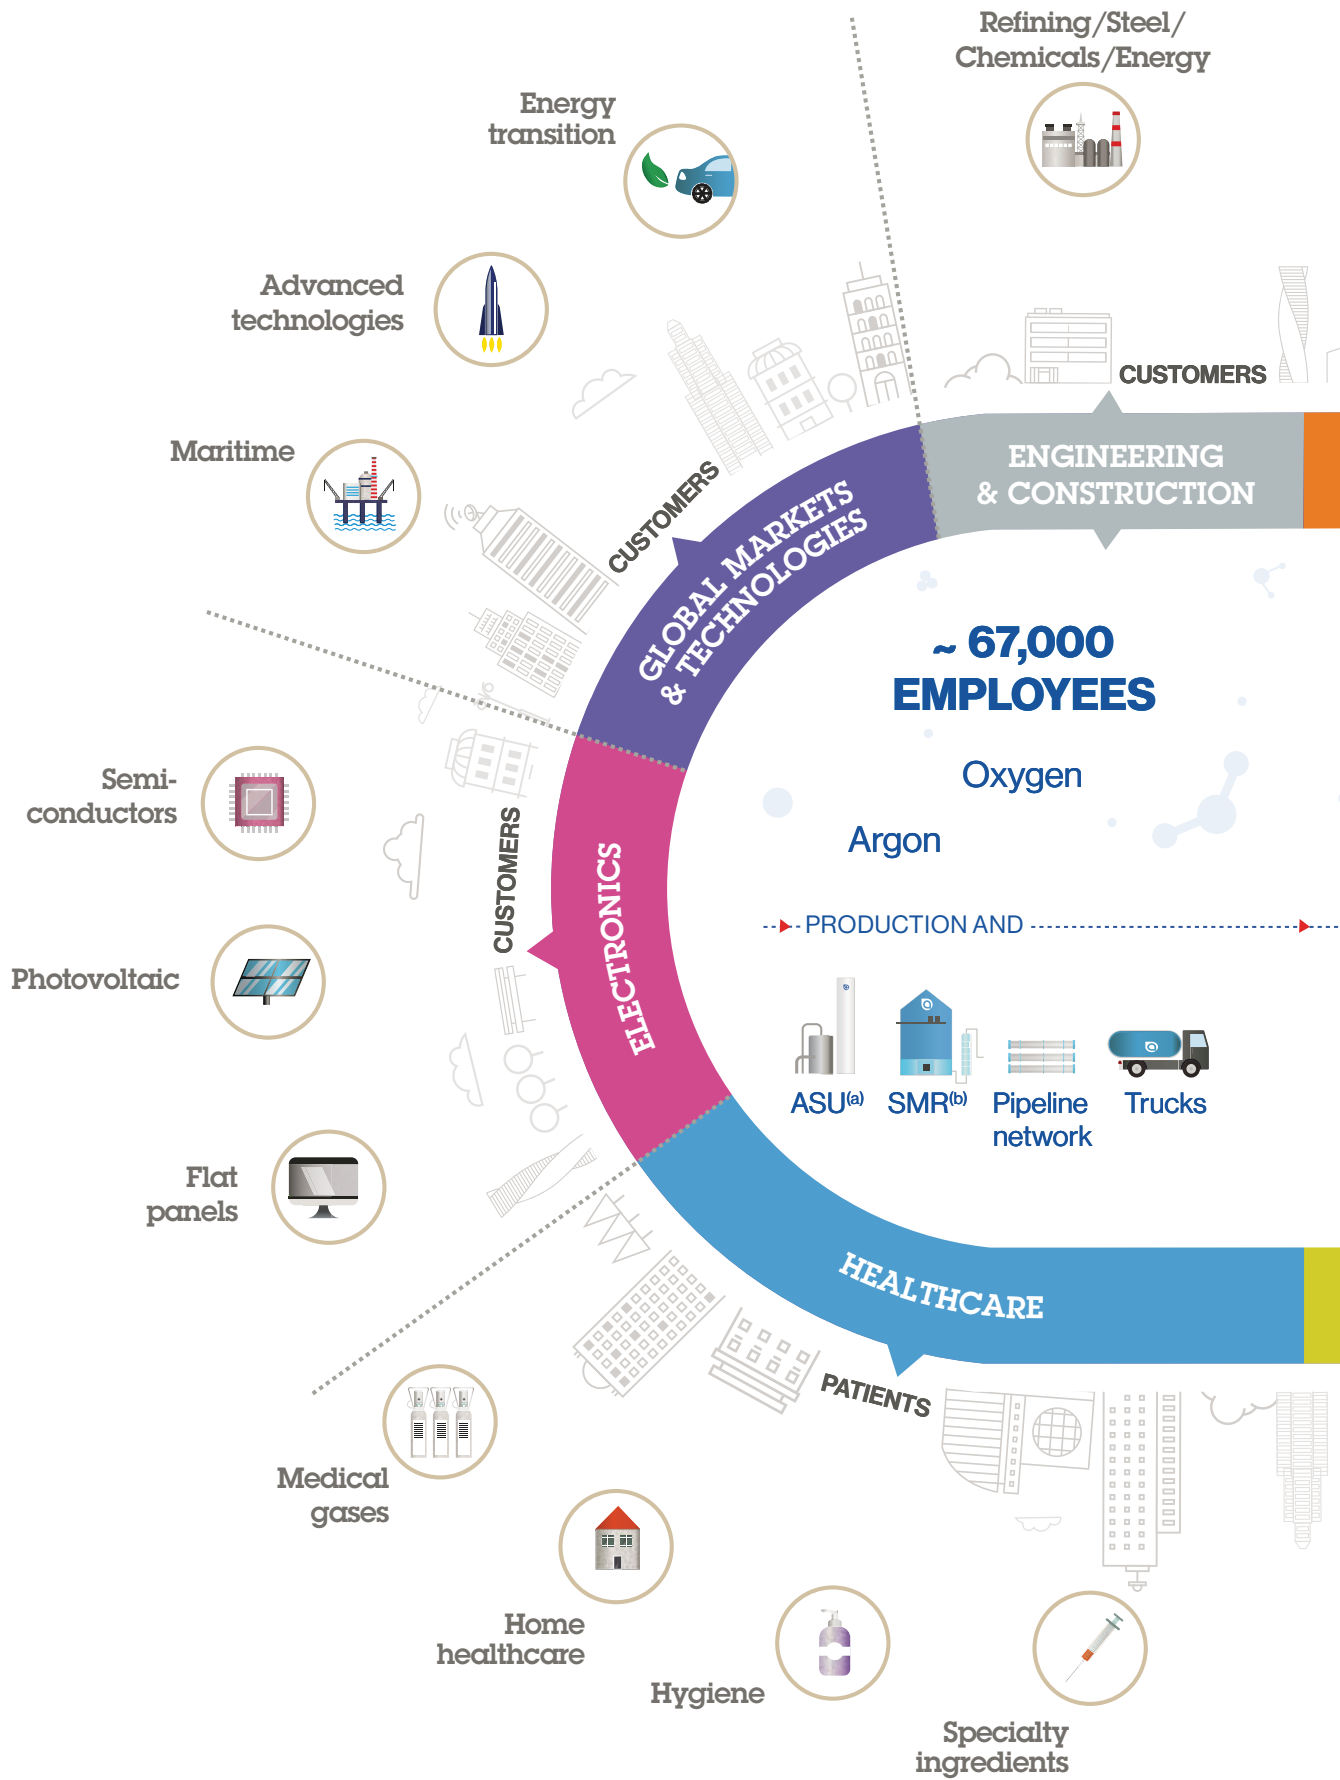 Refining/Steel/
Chemicals/Energy
Energy
transition
Advanced
technologies
Maritime
CUSTOMERS
ENGINEERING
& CONSTRUCTION
CUSTOMERS
GLOBAL MARKETS
& TECHNOLOGIES
~ 67,000
EMPLOYEES
Oxygen
Argon
Semi-
conductors
CUSTOMERS
ELECTRONICS
Photovoltaic
PRODUCTION AND
ASU(a)
SMR(b)
Pipeline
network
Trucks
Flat
panels
HEALTHCARE
PATIENTS
Medical
gases
Home
healthcare
Hygiene
Specialty
ingredients